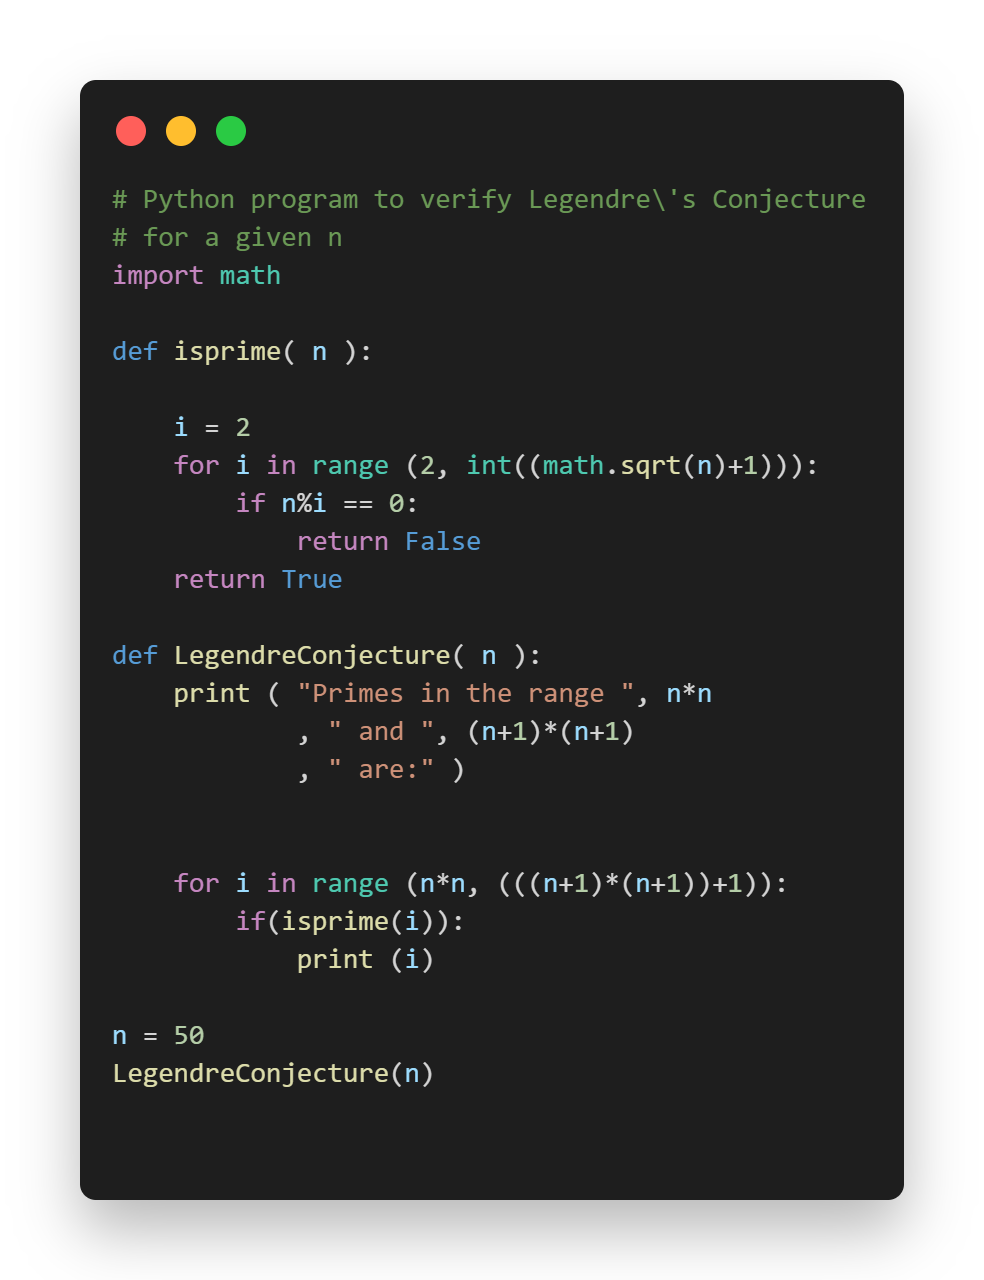 # Python program to verify Legendre\'s Conjecture
# for a given n
import math

def isprime( n ):

    i = 2
    for i in range (2, int((math.sqrt(n)+1))):
        if n%i == 0:
            return False
    return True

def LegendreConjecture( n ):
    print ( "Primes in the range ", n*n
            , " and ", (n+1)*(n+1)
            , " are:" )


    for i in range (n*n, (((n+1)*(n+1))+1)):
        if(isprime(i)):
            print (i)

n = 50
LegendreConjecture(n)